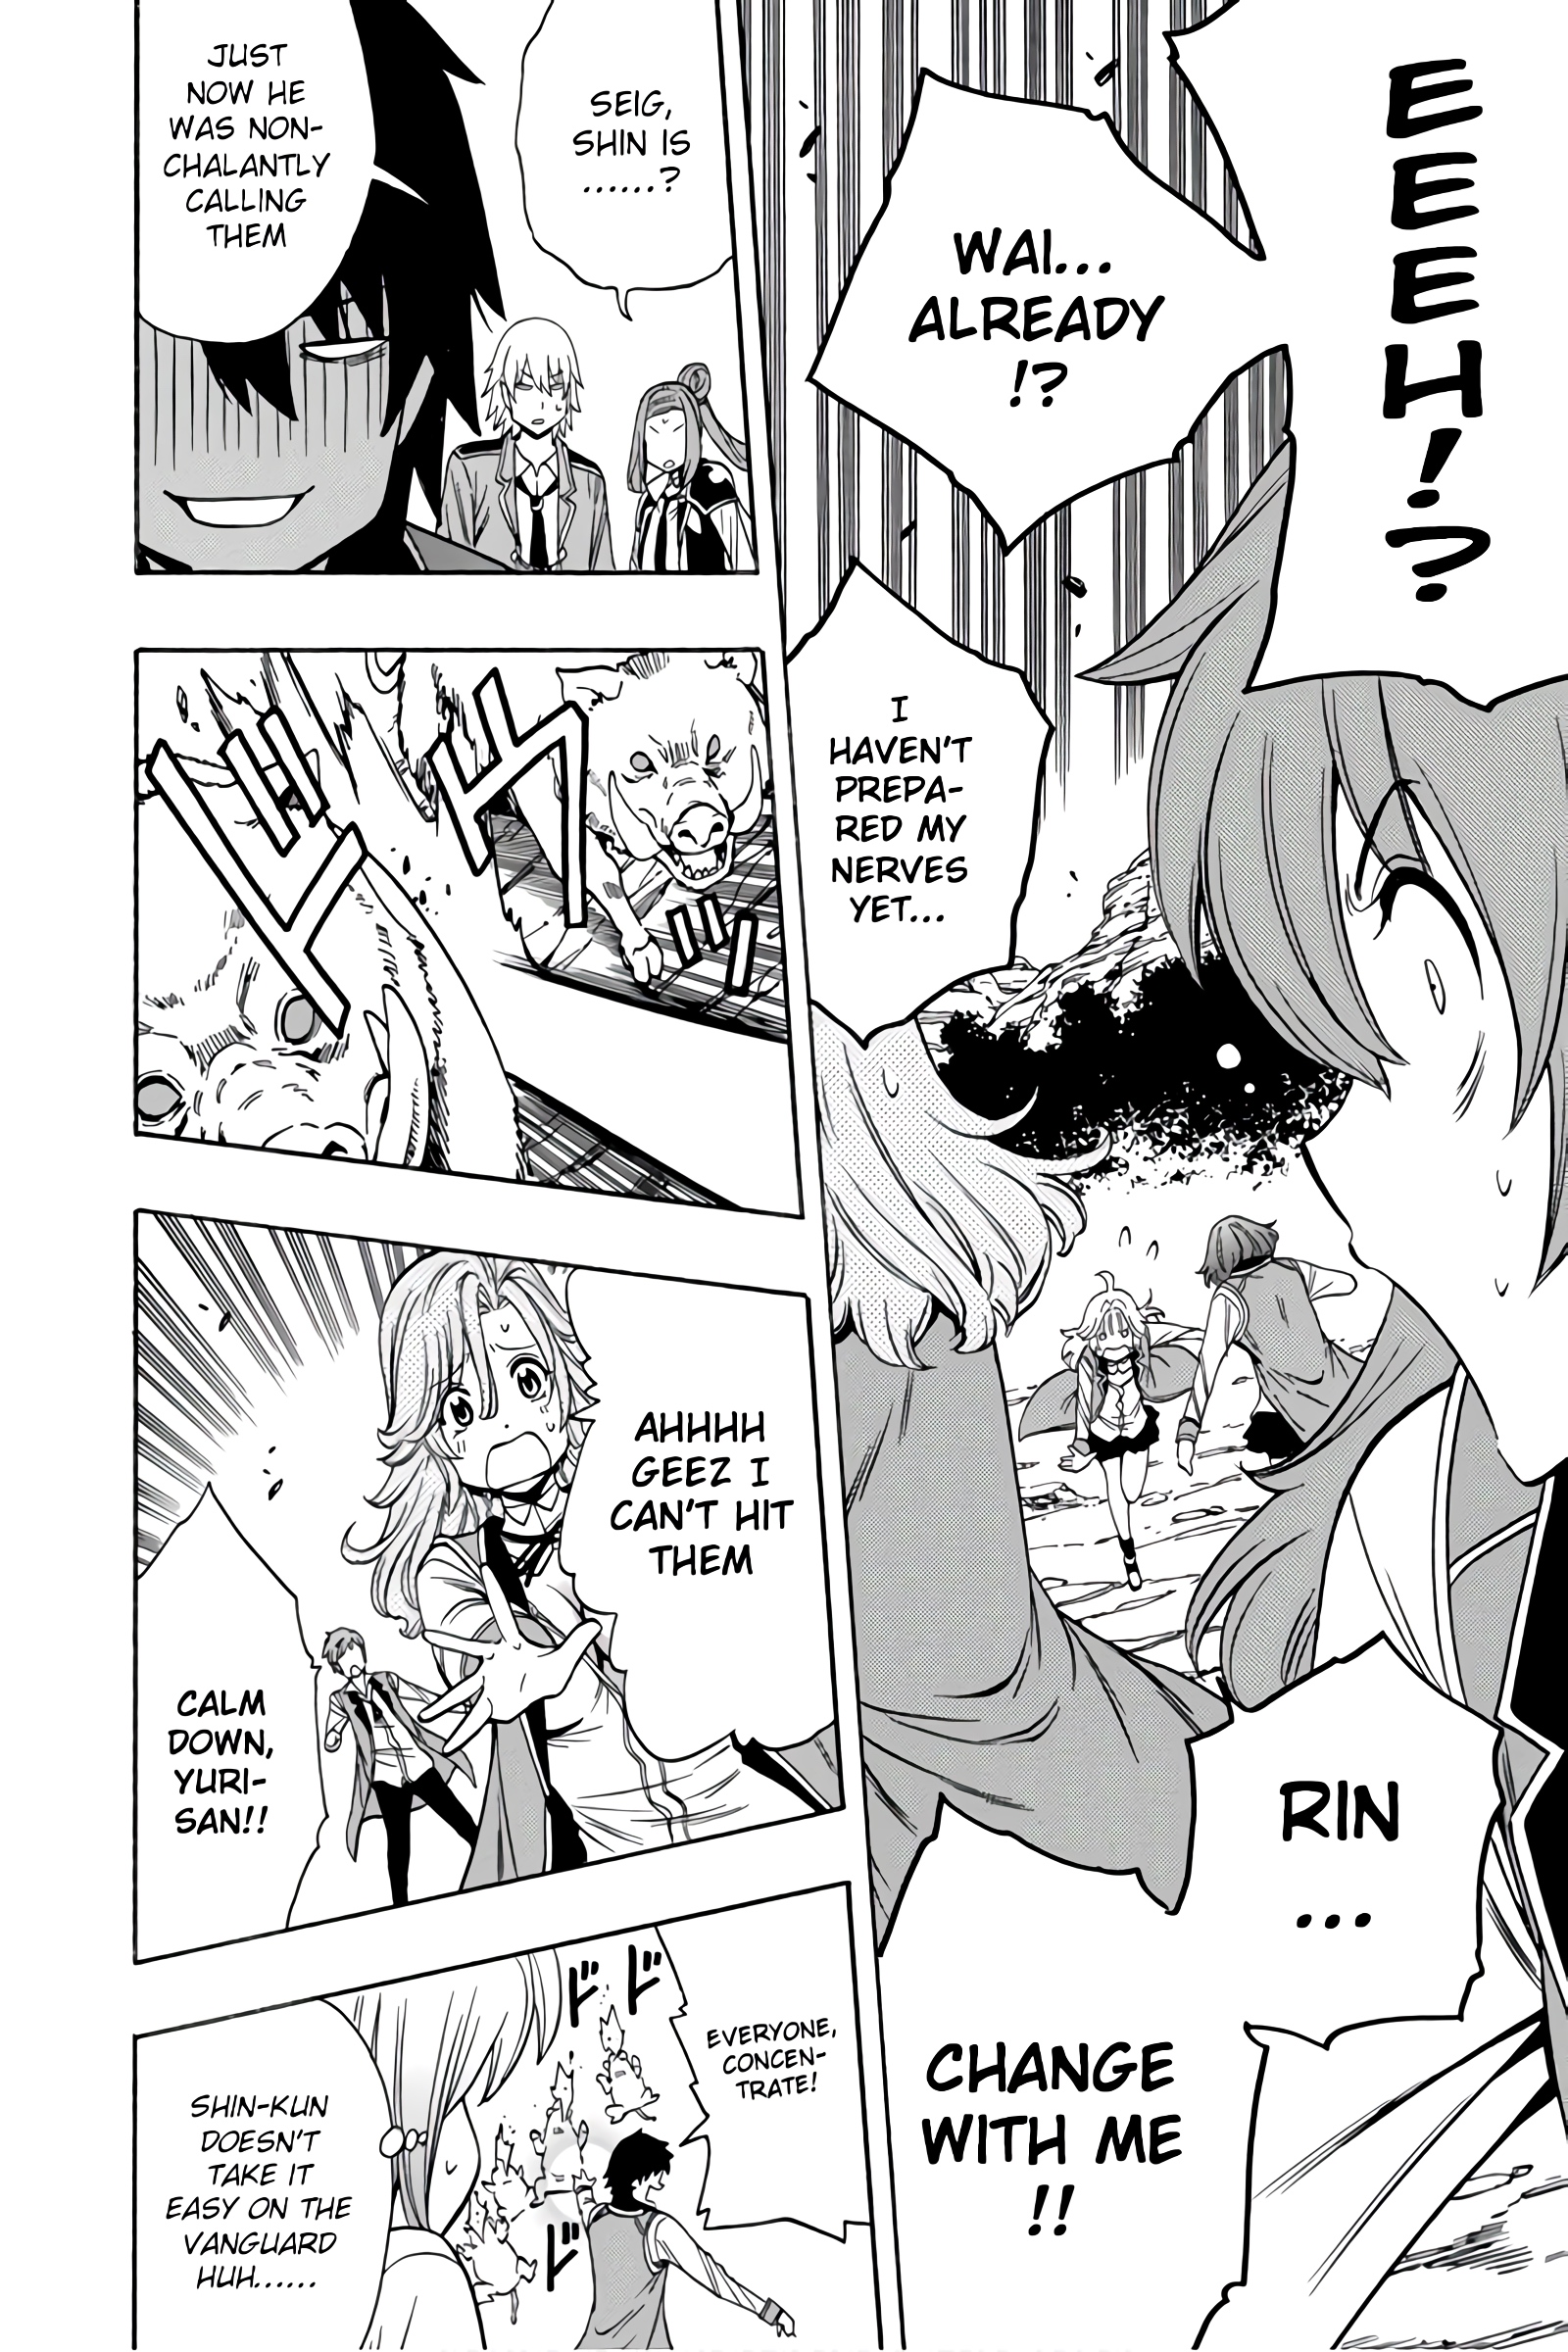 EEEH!?
WAI...
ALREADY
!?
I
HAVEN'T
PREPA-
RED MY
NERVES
YET...
RIN
...
CHANGE
WITH ME
!!
SEIG,
SHIN IS
......?
JUST
NOW HE
WAS NON-
CHALANTLY
CALLING
THEM
ドドド
AHHHH
GEEZ I
CAN'T HIT
THEM
CALM
DOWN,
YURI-
SAN!!
EVERYONE,
CONCEN-
TRATE!
ド
ド
ド
SHIN-KUN
DOESN'T
TAKE IT
EASY ON THE
VANGUARD
HUH......